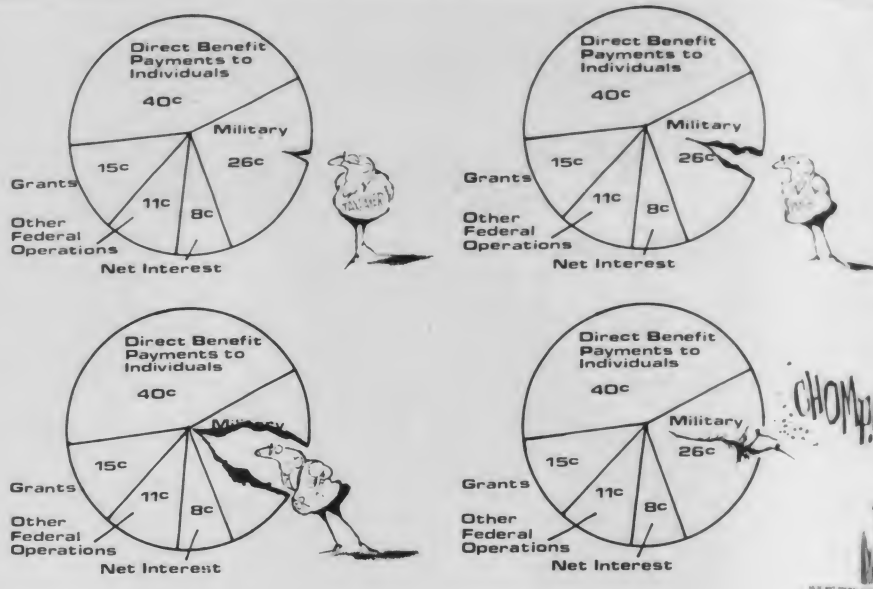 Direct Benefit
Payments to
Individuals
40c
Military
26c
15c
Grants
11c
Other
Federal
Operations
8c
Net Interest
Direct Benefit
Payments to
Individuals
40c
Military
26c
15c
Grants
11c
Other
Federal
Operations
8c
Net Interest
Direct Benefit
Payments to
Individuals
40c
Military
15c
Grants
11c
Other
Federal
Operations
8c
Net Interest
Direct Benefit
Payments to
Individuals
40c
CHOMP
Military
26c
15c
Grants
11c
Other
Federal
Operations
8c
Net Interest